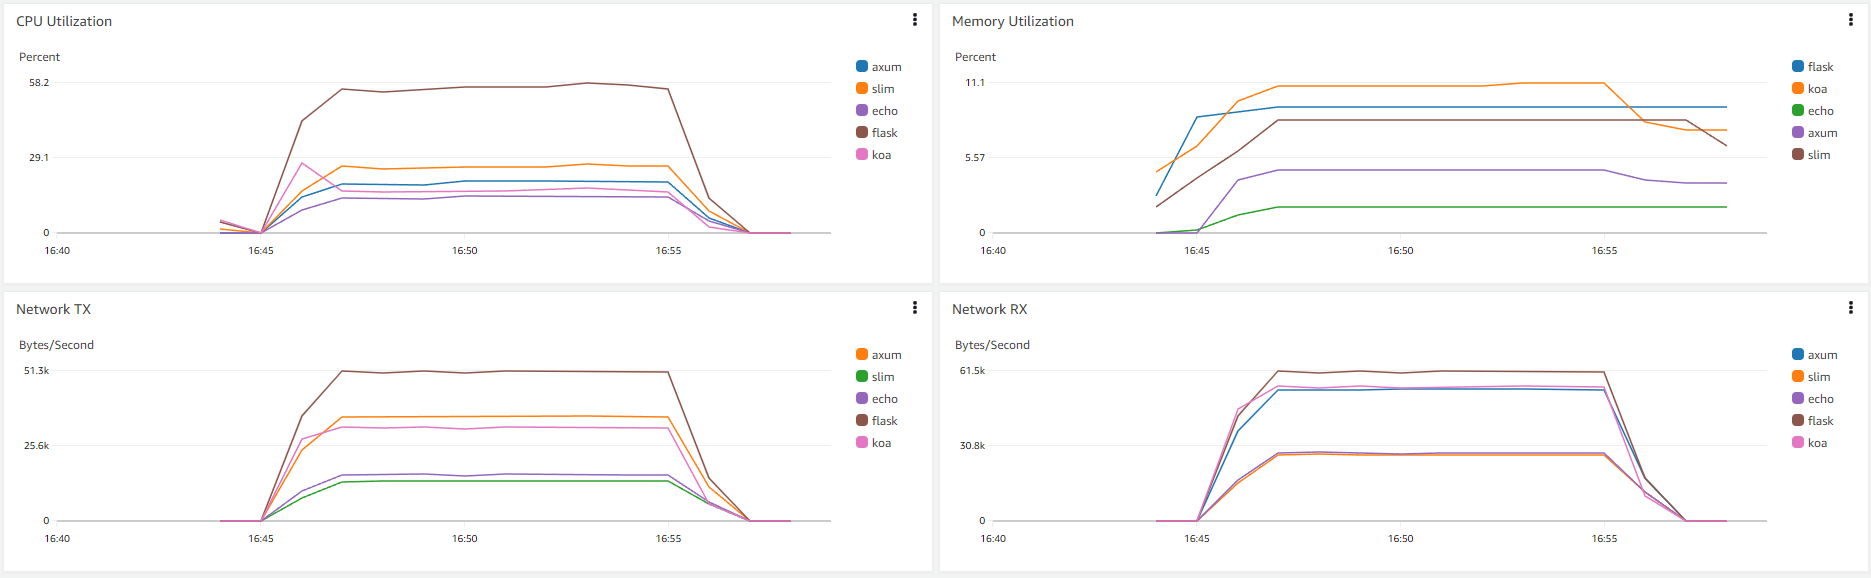 CPU Utilization
Percent
58.2
29.1
0
16:40
16:45
16:50
16:55
axum
slim
echo
flask
koa
Memory Utilization
Percent
11.1
5.57
0
16:40
16:45
16:50
16:55
flask
koa
echo
axum
slim
Network TX
Bytes/Second
51.3k
25.6k
0
16:40
16:45
16:50
16:55
axum
slim
echo
flask
koa
Network RX
Bytes/Second
61.5k
30.8k
0
16:40
16:45
16:50
16:55
axum
slim
echo
flask
koa